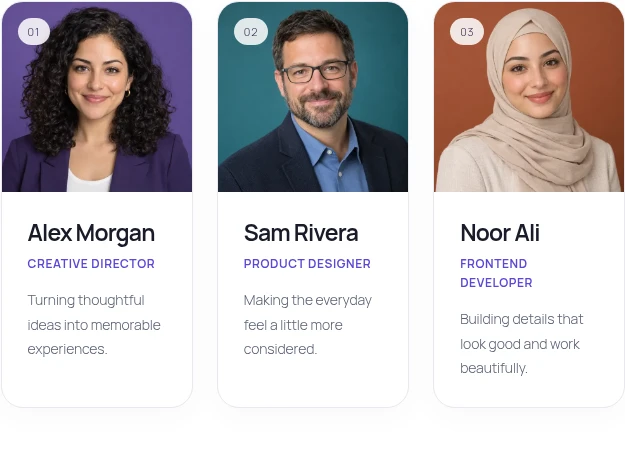 01
Alex Morgan
CREATIVE DIRECTOR
Turning thoughtful
ideas into memorable
experiences.
02
Sam Rivera
PRODUCT DESIGNER
Making the everyday
feel a little more
considered.
03
Noor Ali
FRONTEND
DEVELOPER
Building details that
look good and work
beautifully.